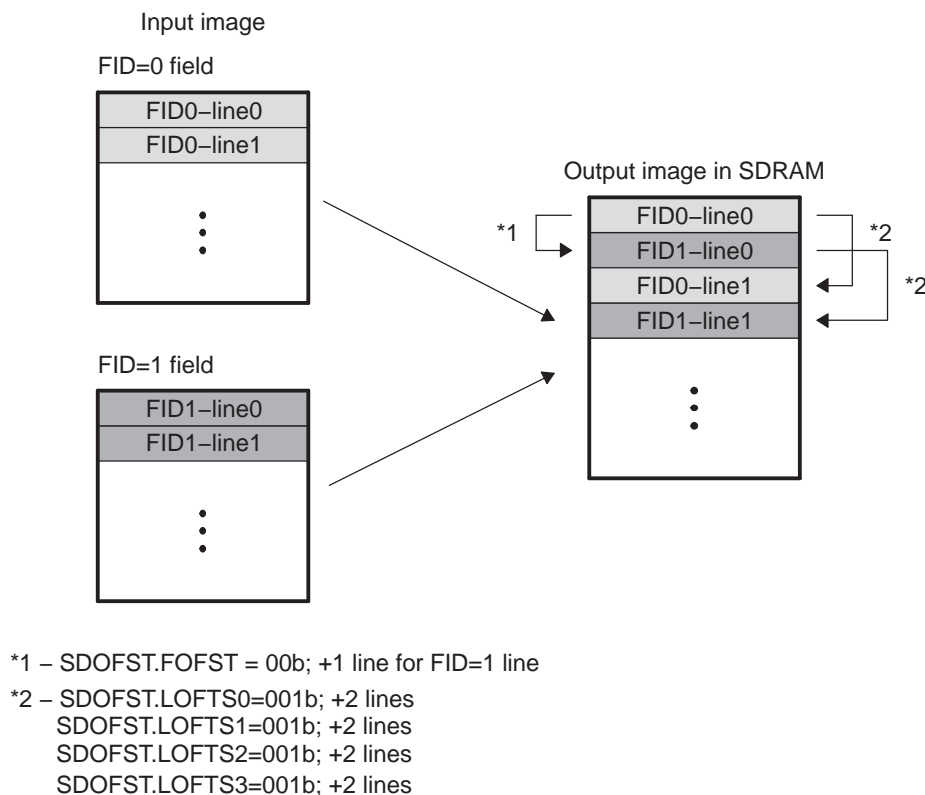 Input image
FID=0 field
FID0−line0
FID0−line1
Output image in SDRAM
*1
FID0−line0
*2
FID1−line0
FID0−line1
*2
FID1−line1
FID=1 field
FID1−line0
FID1−line1
*1 − SDOFST.FOFST = 00b; +1 line for FID=1 line
*2 − SDOFST.LOFTS0=001b; +2 lines
SDOFST.LOFTS1=001b; +2 lines
SDOFST.LOFTS2=001b; +2 lines
SDOFST.LOFTS3=001b; +2 lines